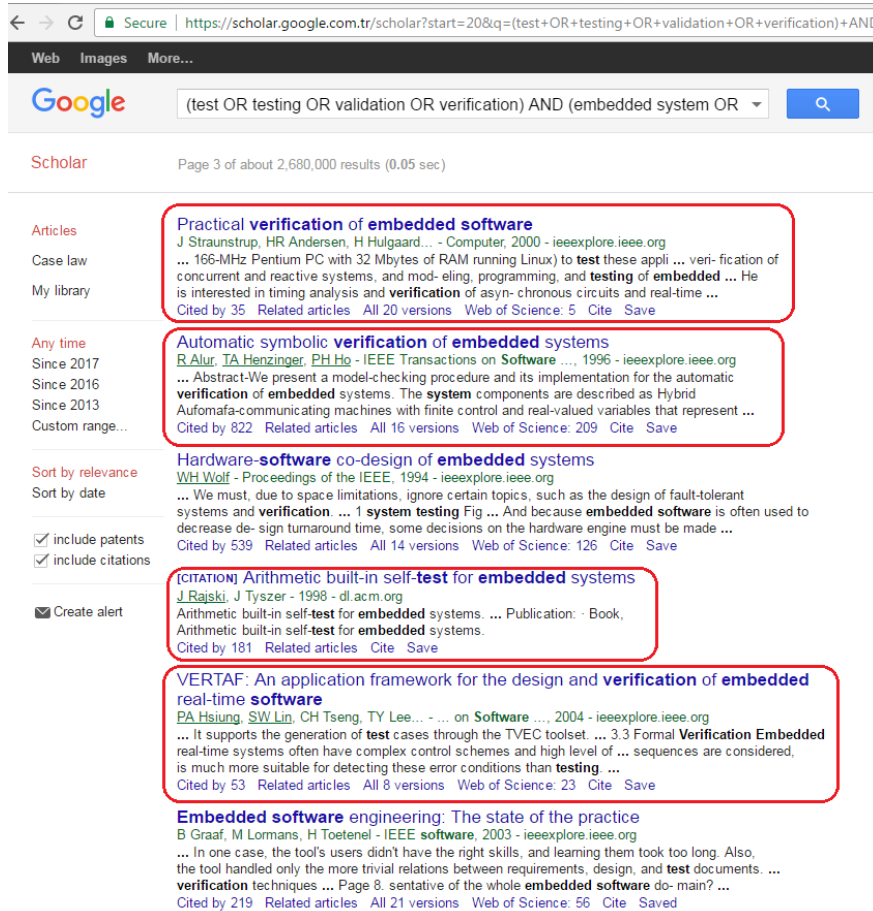 Secure | https://scholar.google.com.tr/scholar?start=20&q=(test+OR+testing+OR+validation+OR+verification)+AND
Web Images More...
Google
(test OR testing OR validation OR verification) AND (embedded system OR
Scholar
Page 3 of about 2,680,000 results (0.05 sec)
Articles
Case law
My library
Any time
Since 2017
Since 2016
Since 2013
Custom range...
Sort by relevance
Sort by date
include patents
include citations
Create alert
Practical verification of embedded software
J Straunstrup, HR Andersen, H Hulgaard... - Computer, 2000 - ieeexplore.ieee.org
... 166-MHz Pentium PC with 32 Mbytes of RAM running Linux) to test these appli ... veri- fication of
concurrent and reactive systems, and mod- eling, programming, and testing of embedded ... He
is interested in timing analysis and verification of asyn- chronous circuits and real-time ...
Cited by 35 Related articles All 20 versions Web of Science: 5 Cite Save
Automatic symbolic verification of embedded systems
R Alur, TA Henzinger, PH Ho - IEEE Transactions on Software ..., 1996 - ieeexplore.ieee.org
... Abstract-We present a model-checking procedure and its implementation for the automatic
verification of embedded systems. The system components are described as Hybrid
Aufomafa-communicating machines with finite control and real-valued variables that represent ...
Cited by 822 Related articles All 16 versions Web of Science: 209 Cite Save
Hardware-software co-design of embedded systems
WH Wolf - Proceedings of the IEEE, 1994 - ieeexplore.ieee.org
... We must, due to space limitations, ignore certain topics, such as the design of fault-tolerant
systems and verification. ... 1 system testing Fig ... And because embedded software is often used to
decrease de- sign turnaround time, some decisions on the hardware engine must be made ...
Cited by 539 Related articles All 14 versions Web of Science: 126 Cite Save
[CITATION] Arithmetic built-in self-test for embedded systems
J Rajski, J Tyszer - 1998 - dl.acm.org
Arithmetic built-in self-test for embedded systems. ... Publication: · Book,
Arithmetic built-in self-test for embedded systems.
Cited by 181 Related articles Cite Save
VERTAF: An application framework for the design and verification of embedded
real-time software
PA Hsiung, SW Lin, CH Tseng, TY Lee... - ... on Software ..., 2004 - ieeexplore.ieee.org
... It supports the generation of test cases through the TVEC toolset. ... 3.3 Formal Verification Embedded
real-time systems often have complex control schemes and high level of ... sequences are considered,
is much more suitable for detecting these error conditions than testing. ...
Cited by 53 Related articles All 8 versions Web of Science: 23 Cite Save
Embedded software engineering: The state of the practice
B Graaf, M Lormans, H Toetenel - IEEE software, 2003 - ieeexplore.ieee.org
... In one case, the tool's users didn't have the right skills, and learning them took too long. Also,
the tool handled only the more trivial relations between requirements, design, and test documents. ...
verification techniques ... Page 8. sentative of the whole embedded software do- main? ...
Cited by 219 Related articles All 21 versions Web of Science: 56 Cite Saved